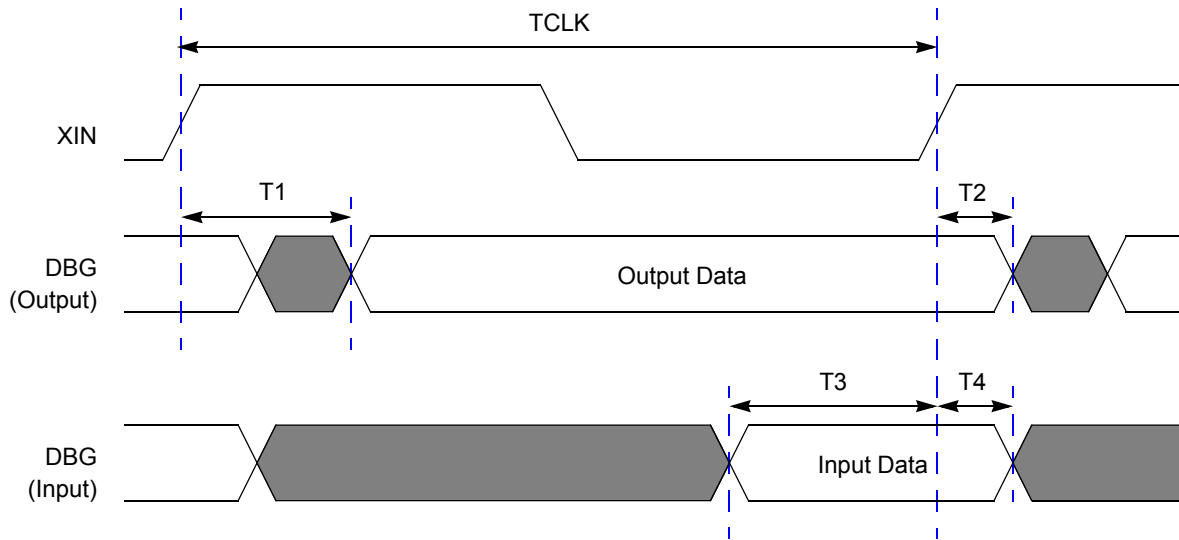 TCLK
XIN
T1
T2
DBG
(Output)
Output Data
T3
T4
DBG
(Input)
Input Data